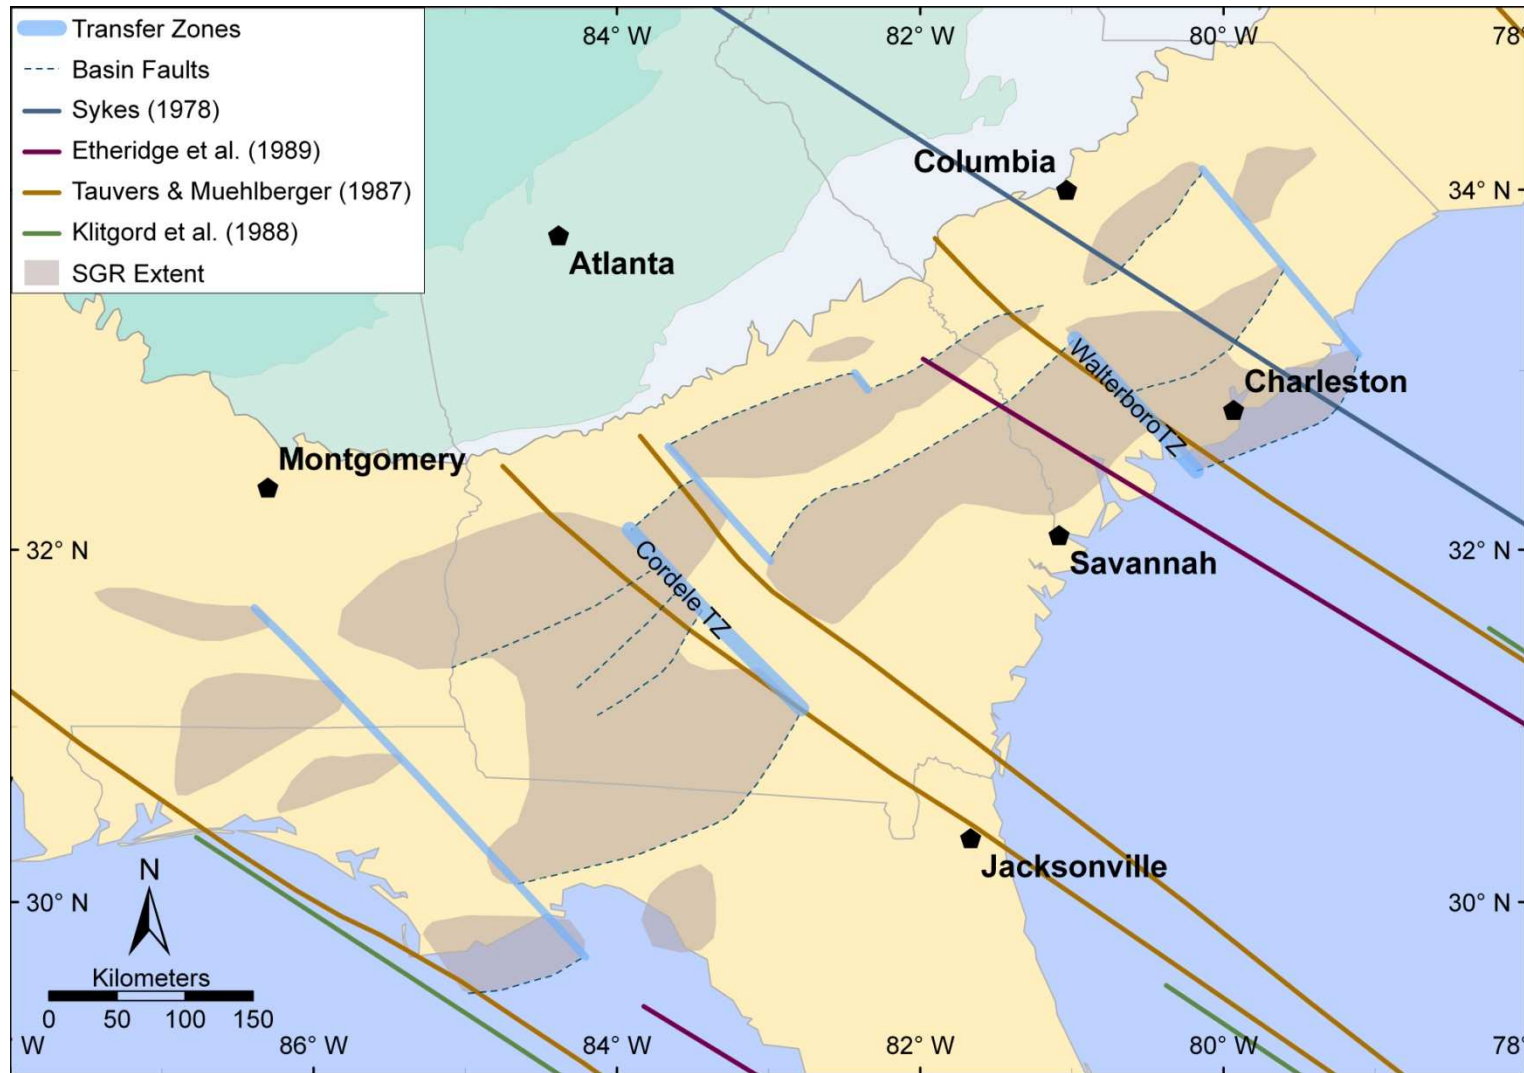 Transfer Zones
Basin Faults
Sykes (1978)
Etheridge et al. (1989)
Tauvers & Muehlberger (1987)
Klitgord et al. (1988)
SGR Extent
84° W
82° W
80° W
78°
Columbia
34° N
Atlanta
Walterboro TZ
Charleston
Montgomery
32° N
32° N
Cordele TZ
Savannah
Jacksonville
30° N
30° N
N
Kilometers
0 50 100 150
W
86° W
84° W
82° W
80° W
78°